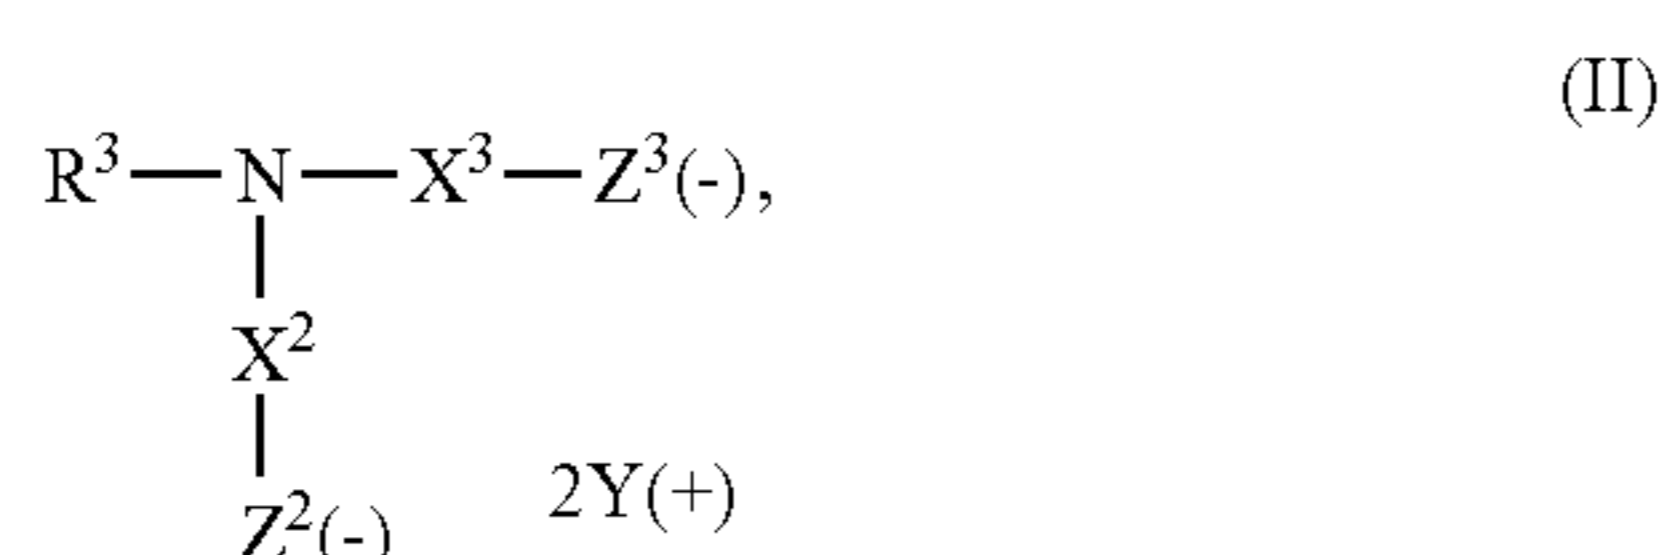 (II)
R³—N—X³—Z³(-),
X²
Z²(-) 2Y(+)